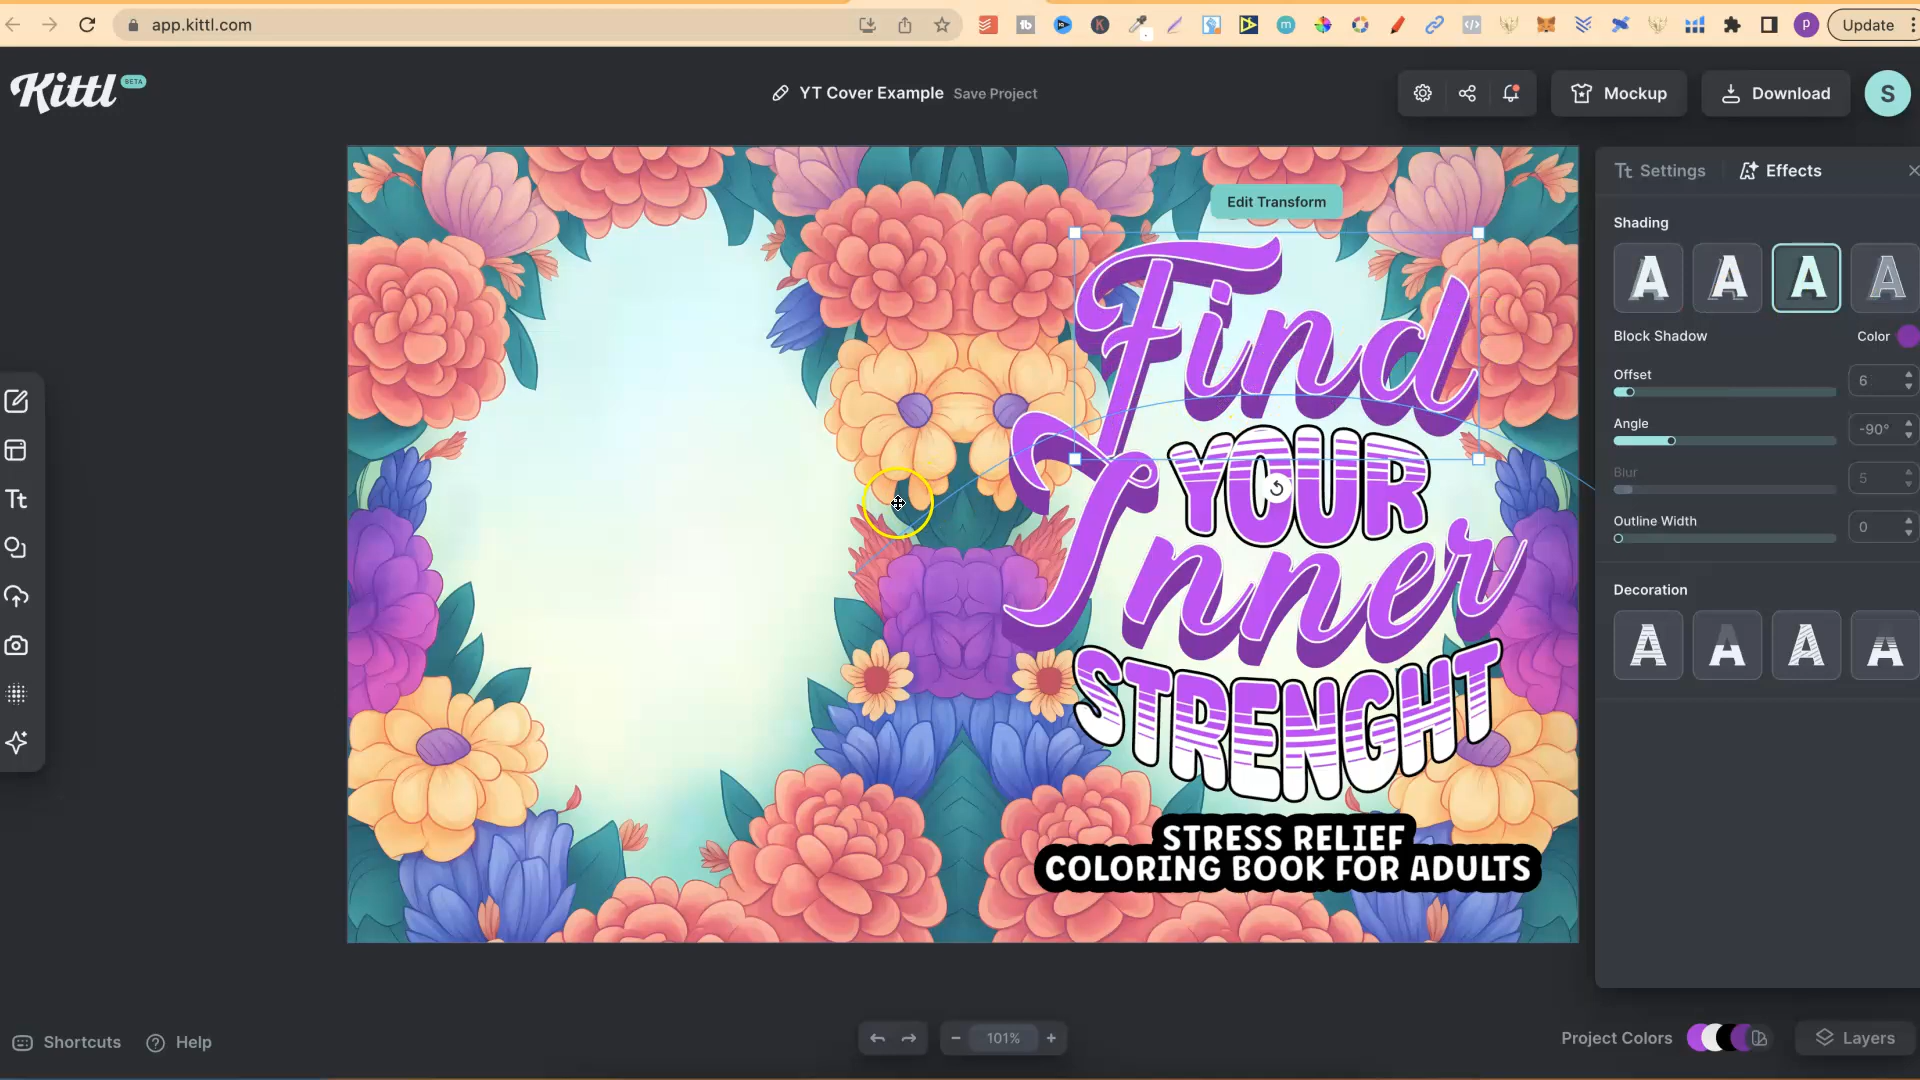 app.kittl.com
Update
Kittl BETA
YT Cover Example Save Project
Mockup
Download
S
Tt Settings
Effects
Edit Transform
Shading
A A A A
Block Shadow
Color
Offset
6
Angle
-90°
Blur
5
Outline Width
0
Decoration
A A A A
Find
YOUR
Inner
STRENGHT
STRESS RELIEF
COLORING BOOK FOR ADULTS
Tt
Shortcuts
Help
101%
Project Colors
Layers